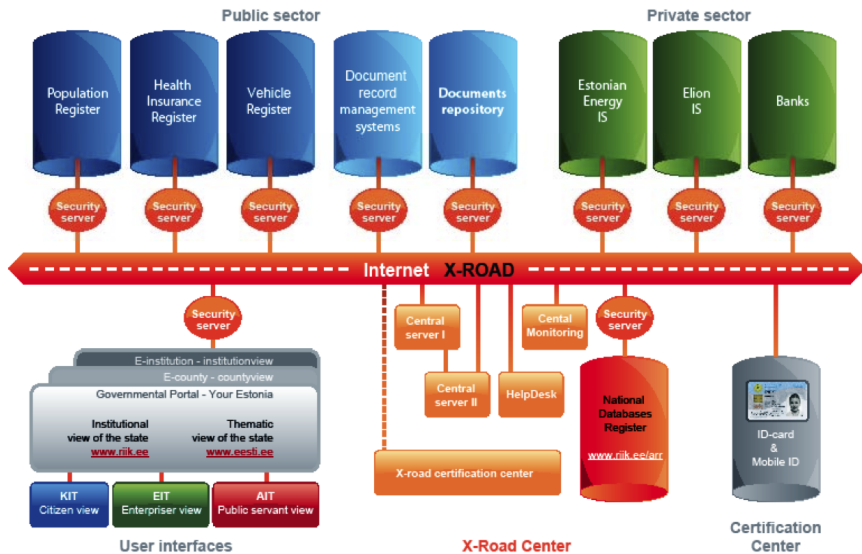 Public sector
Private sector
Population
Register
Health
Insurance
Register
Vehicle
Register
Document
record
management
systems
Documents
repository
Estonian
Energy
IS
Elion
IS
Banks
Security
server
Security
server
Security
server
Security
server
Security
server
Security
server
Security
server
Security
server
Internet X-ROAD
Security
server
Central
server I
Cental
Monitoring
Security
server
E-institution - institutionview
E-county - countyview
Governmental Portal - Your Estonia
Institutional
view of the state
www.riik.ee
Thematic
view of the state
www.eesti.ee
Central
server II
HelpDesk
National
Databases
Register
www.riik.ee/arr
ID-card
&
Mobile ID
X-road certification center
KIT
Citizen view
EIT
Enterpriser view
AIT
Public servant view
User interfaces
X-Road Center
Certification
Center